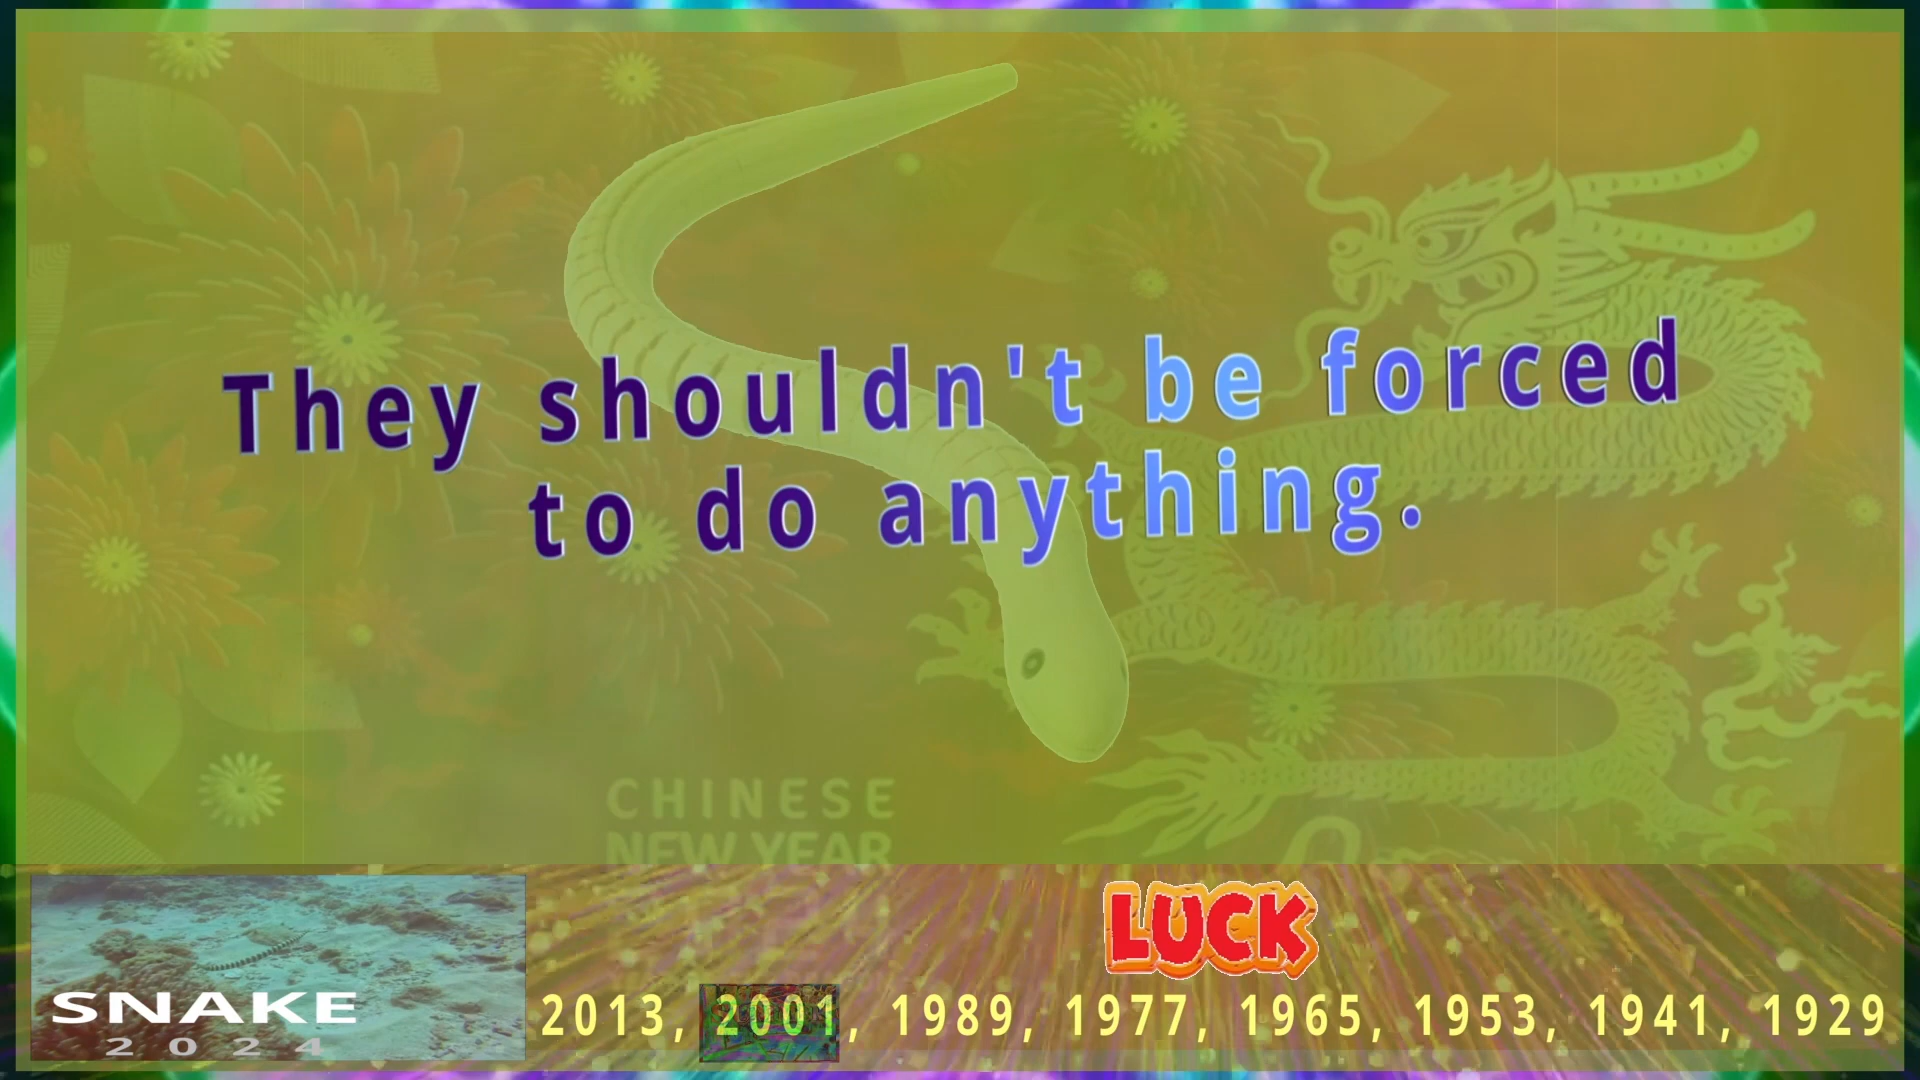 They shouldn't be forced
to do anything.
CHINESE
NEW YEAR
LUCK
SNAKE
2024
2013, 2001, 1989, 1977, 1965, 1953, 1941, 1929